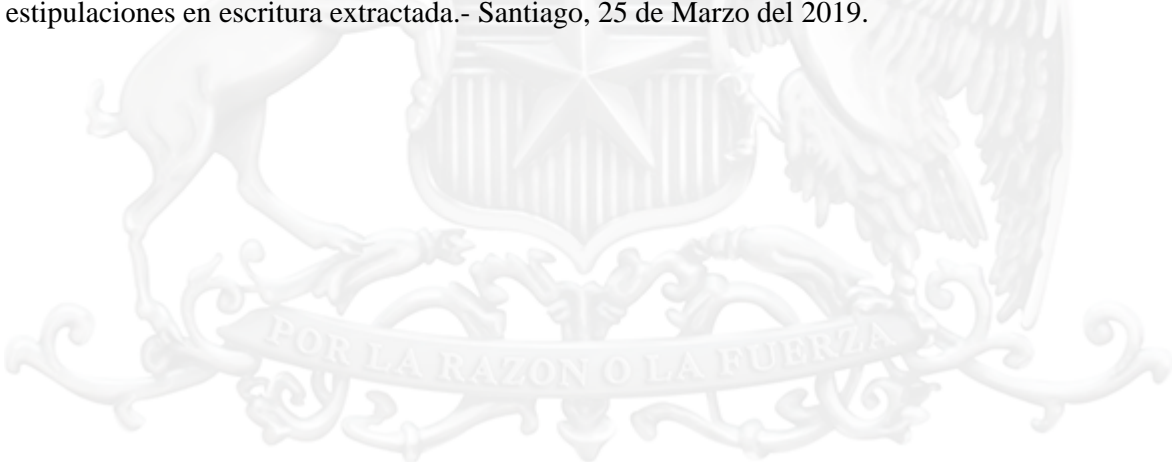 estipulaciones en escritura extractada.- Santiago, 25 de Marzo del 2019.
POR LA RAZON O LA FUERZA